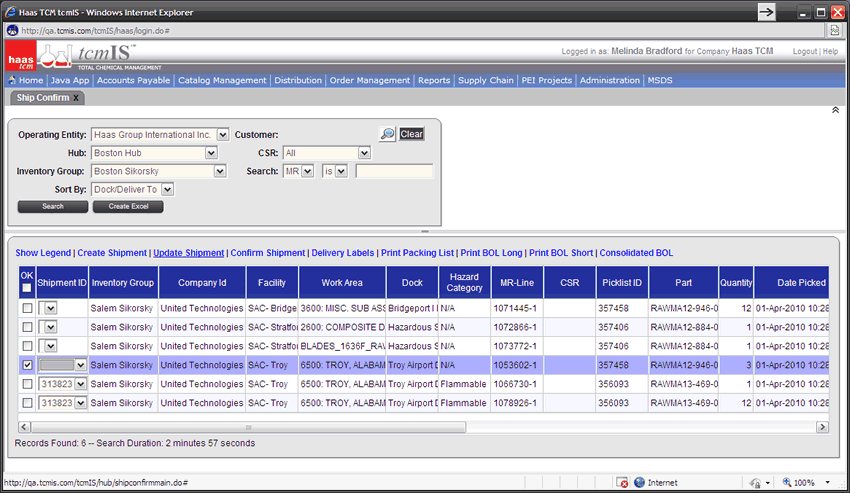 Haas TCM tcmIS - Windows Internet Explorer
http://qa.tcmis.com/tcmIS/haas/login.do#
haas tcm tcmIS TOTAL CHEMICAL MANAGEMENT
Logged in as: Melinda Bradford for Company Haas TCM Logout | Help
Home | Java App | Accounts Payable | Catalog Management | Distribution | Order Management | Reports | Supply Chain | PEI Projects | Administration | MSDS
Ship Confirm X
Operating Entity: Haas Group International Inc. Customer: Clear
Hub: Boston Hub CSR: All
Inventory Group: Boston Sikorsky Search: MR is
Sort By: Dock/Deliver To
Search Create Excel
Show Legend | Create Shipment | Update Shipment | Confirm Shipment | Delivery Labels | Print Packing List | Print BOL Long | Print BOL Short | Consolidated BOL
OK Shipment ID Inventory Group Company Id Facility Work Area Dock Hazard Category MR-Line CSR Picklist ID Part Quantity Date Picked
Salem Sikorsky United Technologies SAC- Bridge 3600: MISC. SUB ASS Bridgeport I N/A 1071445-1 357458 RAWMA12-946-0 12 01-Apr-2010 10:28
Salem Sikorsky United Technologies SAC- Stratfo 2600: COMPOSITE D Hazardous S N/A 1072866-1 357406 RAWMA12-884-0 1 01-Apr-2010 10:28
Salem Sikorsky United Technologies SAC- Stratfo BLADES_1636F_RAV Hazardous S N/A 1073772-1 357406 RAWMA12-884-0 1 01-Apr-2010 10:28
Salem Sikorsky United Technologies SAC- Troy 6500: TROY, ALABAM Troy Airport D N/A 1053602-1 357458 RAWMA12-946-0 3 01-Apr-2010 10:28
313823 Salem Sikorsky United Technologies SAC- Troy 6500: TROY, ALABAM Troy Airport D Flammable 1066730-1 356093 RAWMA13-469-0 1 01-Apr-2010 10:28
313823 Salem Sikorsky United Technologies SAC- Troy 6500: TROY, ALABAM Troy Airport D Flammable 1078926-1 356093 RAWMA13-469-0 12 01-Apr-2010 10:28
Records Found: 6 -- Search Duration: 2 minutes 57 seconds
http://qa.tcmis.com/tcmIS/hub/shipconfirmmain.do# Internet 100%